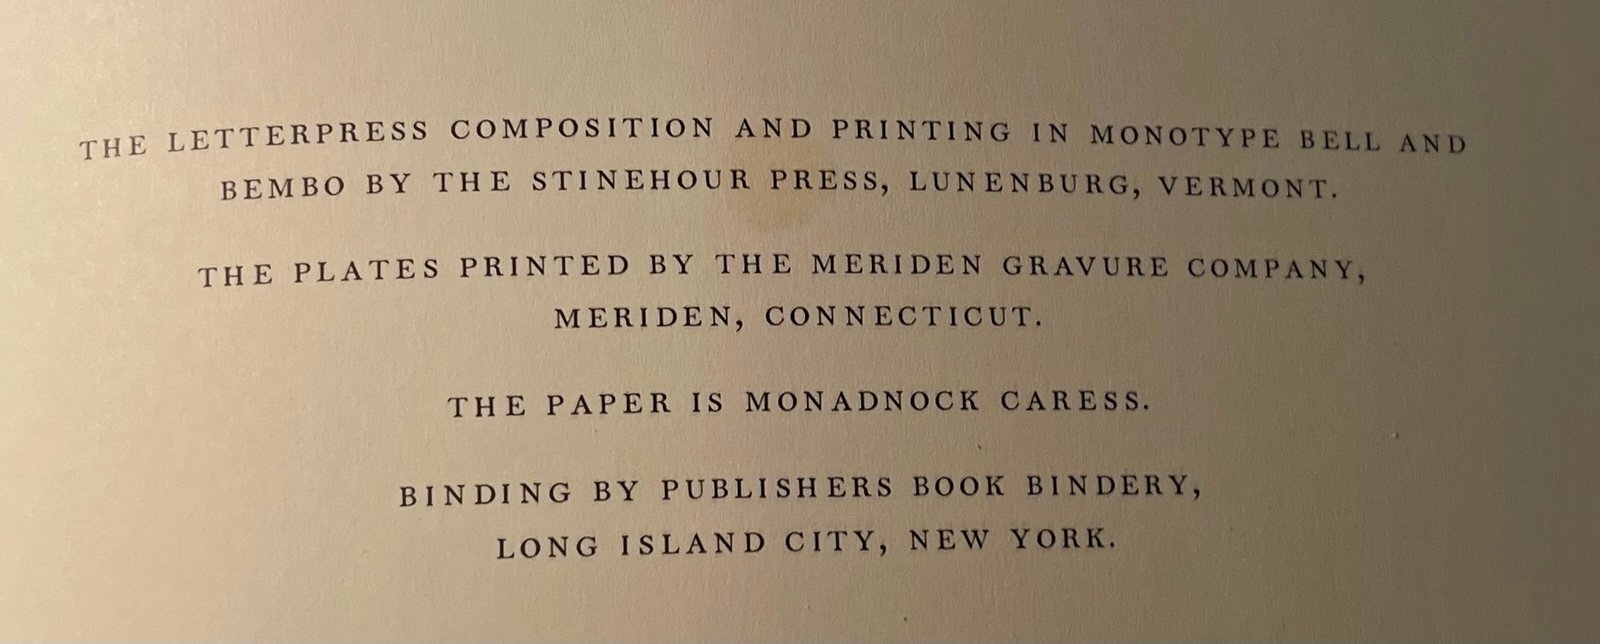 THE LETTERPRESS COMPOSITION AND PRINTING IN MONOTYPE BELL AND
BEMBO BY THE STINEHOUR PRESS, LUNENBURG, VERMONT.
THE PLATES PRINTED BY THE MERIDEN GRAVURE COMPANY,
MERIDEN, CONNECTICUT.
THE PAPER IS MONADNOCK CARESS.
BINDING BY PUBLISHERS BOOK BINDERY,
LONG ISLAND CITY, NEW YORK.